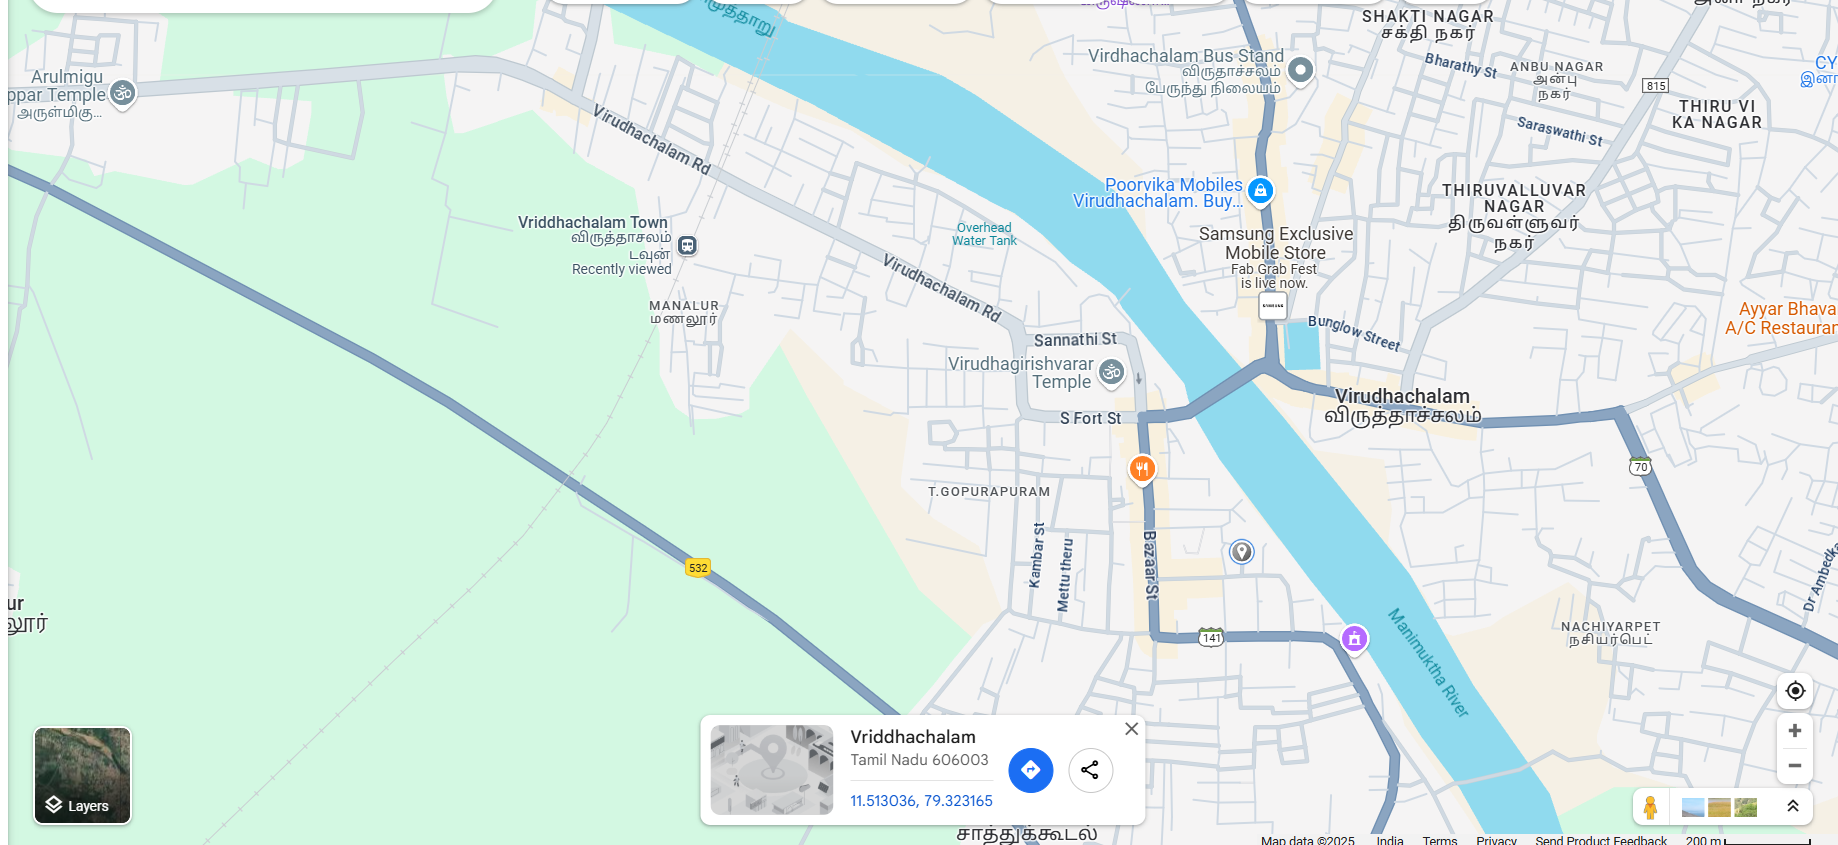 SHAKTI NAGAR
சக்தி நகர்
Virdhachalam Bus Stand
விருதாச்சலம்
பேருந்து நிலையம்
Bharathy St
ANBU NAGAR
அன்பு
நகர்
815
THIRU VI
KA NAGAR
Saraswathi St
Arulmigu
ppar Temple
அருள்மிகு...
Virudhachalam Rd
Poorvika Mobiles
Virudhachalam. Buy...
THIRUVALLUVAR
NAGAR
திருவள்ளுவர்
நகர்
Vriddhachalam Town
விருத்தாசலம்
டவுன்
Recently viewed
Overhead
Water Tank
Samsung Exclusive
Mobile Store
Fab Grab Fest
is live now.
SAMSUNG
Virudhachalam Rd
MANALUR
மணலூர்
Bunglow Street
Ayyar Bhava
A/C Restauran
Sannathi St
Virudhagirishvarar
Temple
S Fort St
Virudhachalam
விருத்தாச்சலம்
70
T.GOPURAPURAM
Kambar St
Mettu theru
Bazaar St
532
141
Dr Ambedka
ur
லூர்
Manimuktha River
NACHIYARPET
நசியர்பெட்
Vriddhachalam
Tamil Nadu 606003
11.513036, 79.323165
Layers
சாத்துக்கூடல்
Map data ©2025
India
Terms
Privacy
Send Product Feedback
200 m